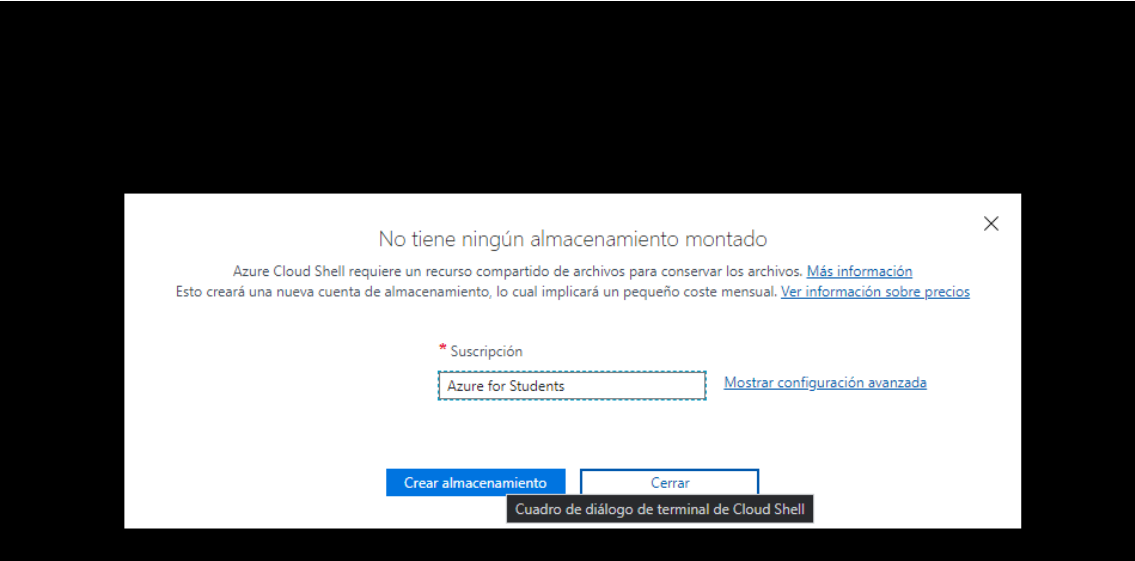 No tiene ningún almacenamiento montado
Azure Cloud Shell requiere un recurso compartido de archivos para conservar los archivos. Más información
Esto creará una nueva cuenta de almacenamiento, lo cual implicará un pequeño coste mensual. Ver información sobre precios
* Suscripción
Azure for Students
Mostrar configuración avanzada
Crear almacenamiento
Cerrar
Cuadro de diálogo de terminal de Cloud Shell